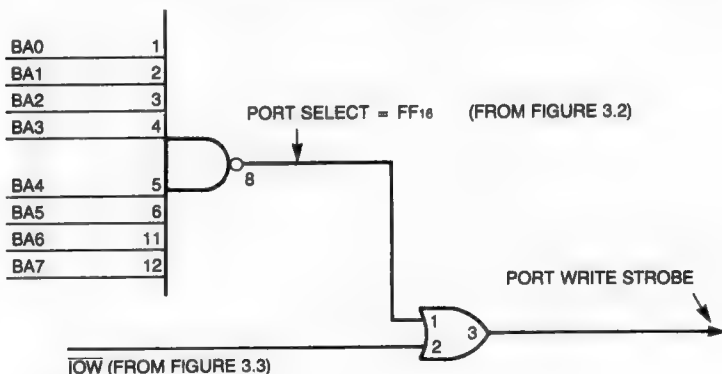 BA0 1
BA1 2
BA2 3
BA3 4
PORT SELECT = FF16 (FROM FIGURE 3.2)
8
BA4 5
BA5 6
BA6 11
BA7 12
PORT WRITE STROBE
1
2
3
IOW (FROM FIGURE 3.3)